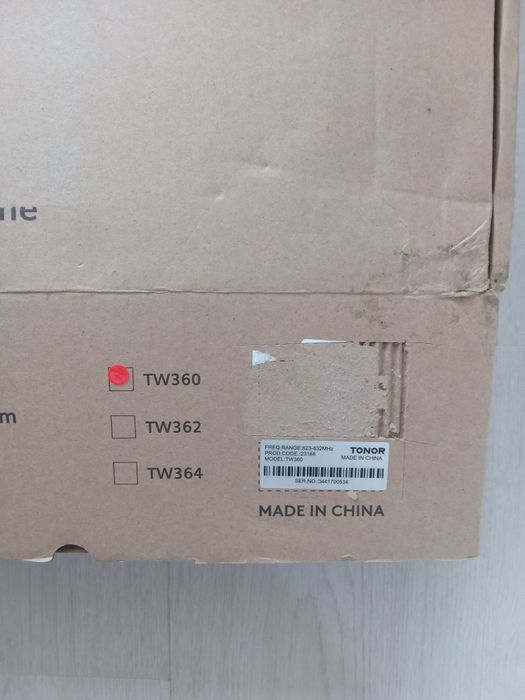 ne
TW360
m
TW362
TW364
FREQ.RANGE:823-832MHz
TONOR
PROD.CODE.:23168
MADE IN CHINA
MODEL:TW360
SER.NO.:3441700534
MADE IN CHINA